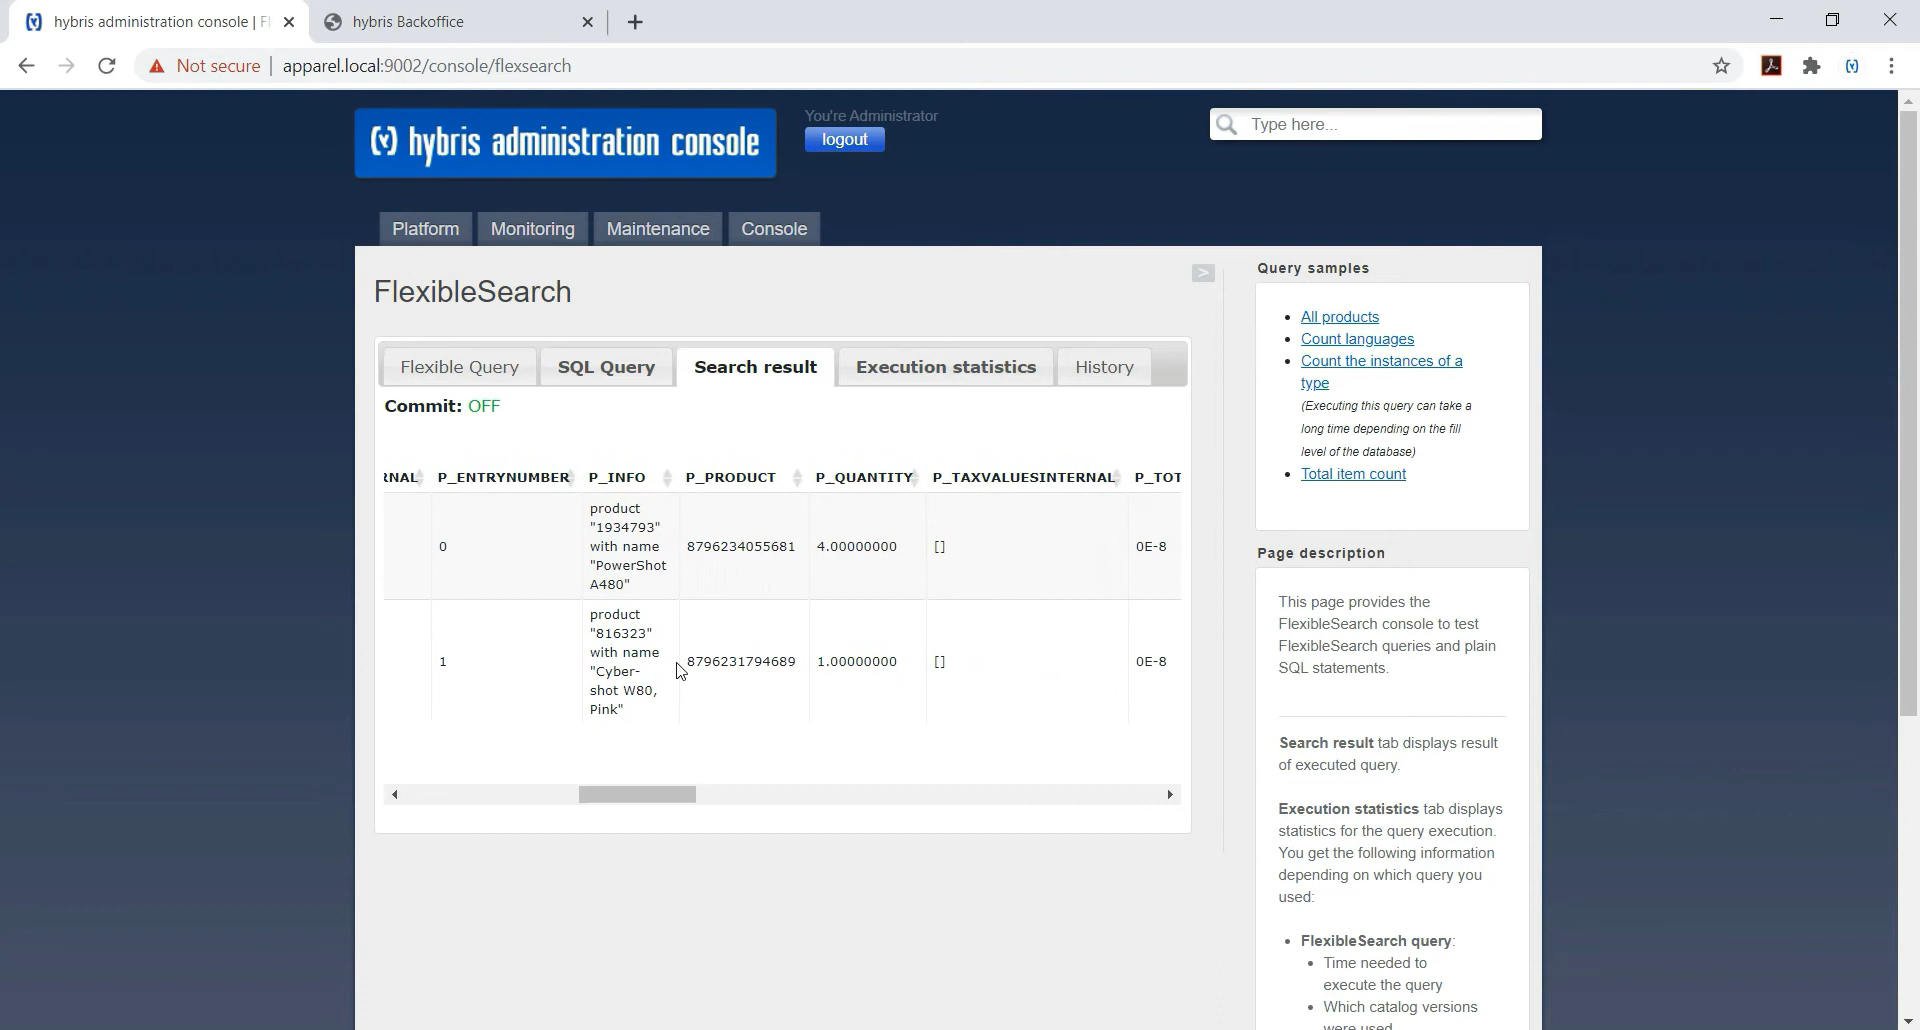 hybris administration console | Fl
hybris Backoffice
Not secure
apparel.local:9002/console/flexsearch
(y) hybris administration console
You're Administrator
logout
Type here...
Platform
Monitoring
Maintenance
Console
FlexibleSearch
>
Flexible Query
SQL Query
Search result
Execution statistics
History
Commit: OFF
RNAL P_ENTRYNUMBER P_INFO P_PRODUCT P_QUANTITY P_TAXVALUESINTERNAL P_TOT
0
product
"1934793"
with name
"PowerShot
A480"
8796234055681
4.00000000
[]
0E-8
1
product
"816323"
with name
"Cyber-
shot W80,
Pink"
8796231794689
1.00000000
[]
0E-8
Query samples
All products
Count languages
Count the instances of a
type
(Executing this query can take a
long time depending on the fill
level of the database)
Total item count
Page description
This page provides the
FlexibleSearch console to test
FlexibleSearch queries and plain
SQL statements.
Search result tab displays result
of executed query.
Execution statistics tab displays
statistics for the query execution.
You get the following information
depending on which query you
used:
FlexibleSearch query:
Time needed to
execute the query
Which catalog versions
were used